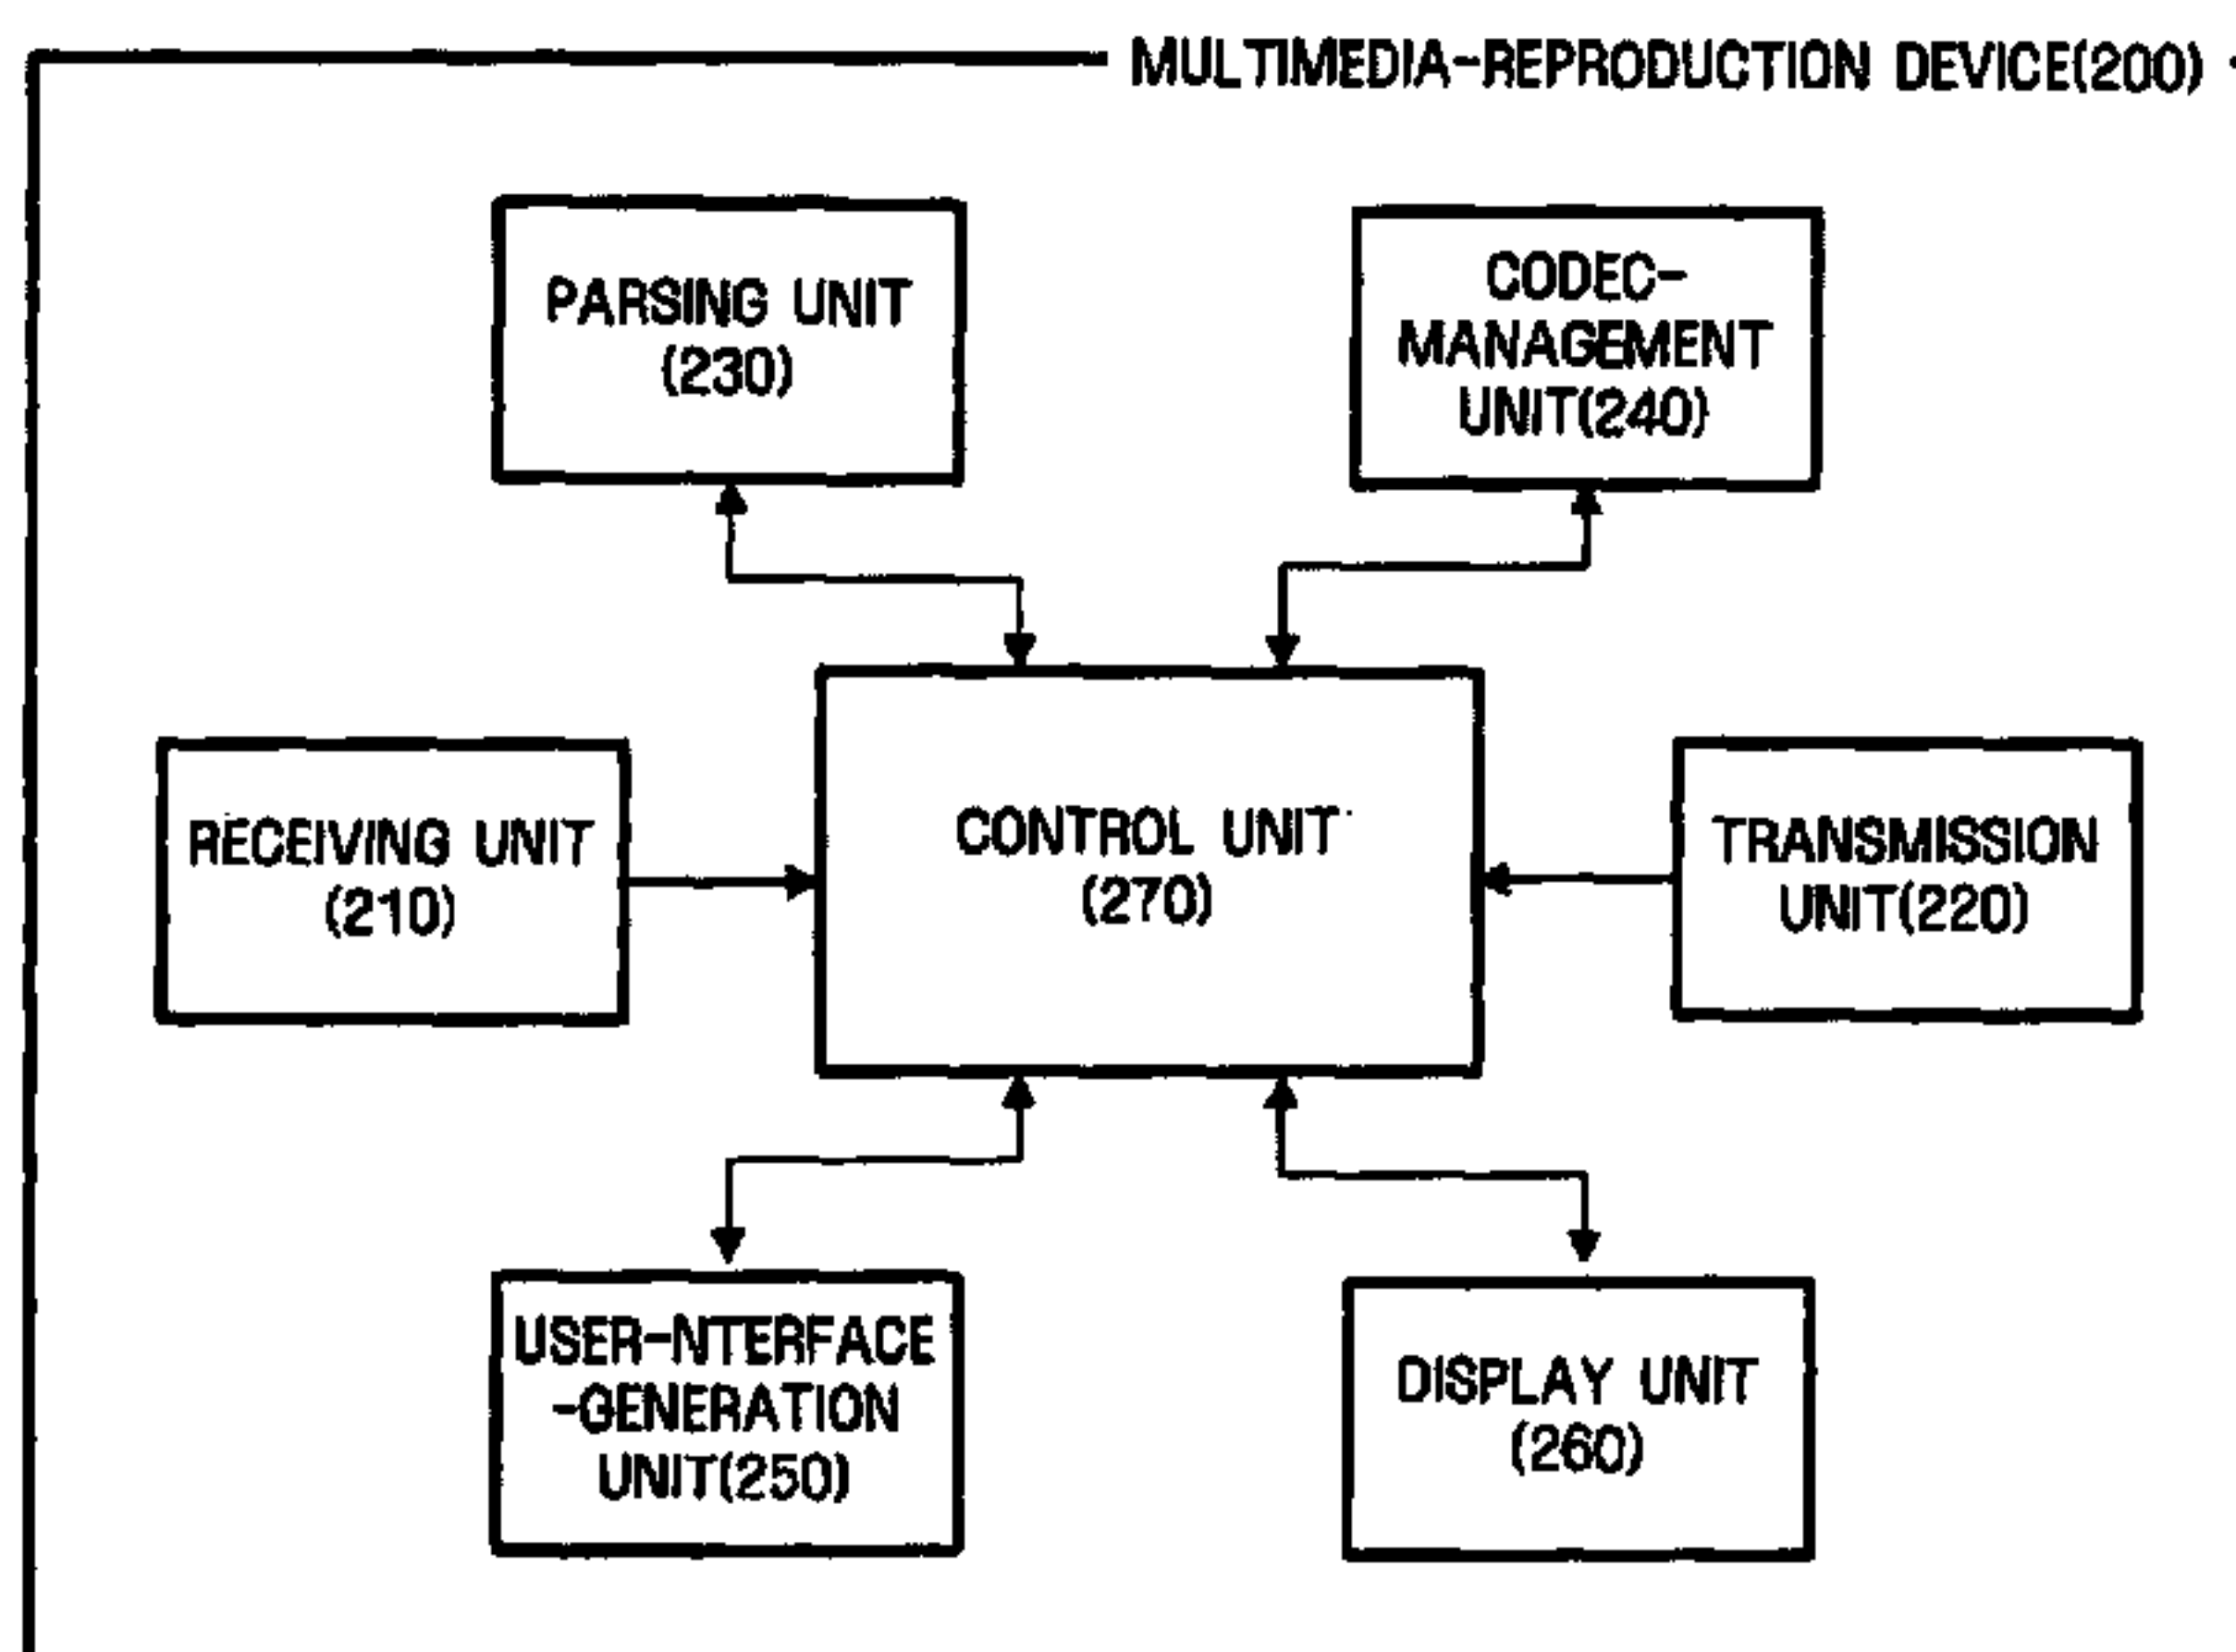 MULTIMEDIA-REPRODUCTION DEVICE(200)
PARSING UNIT
(230)
CODEC-
MANAGEMENT
UNIT(240)
RECEIVING UNIT
(210)
CONTROL UNIT
(270)
TRANSMISSION
UNIT(220)
USER-NTERFACE
-GENERATION
UNIT(250)
DISPLAY UNIT
(260)